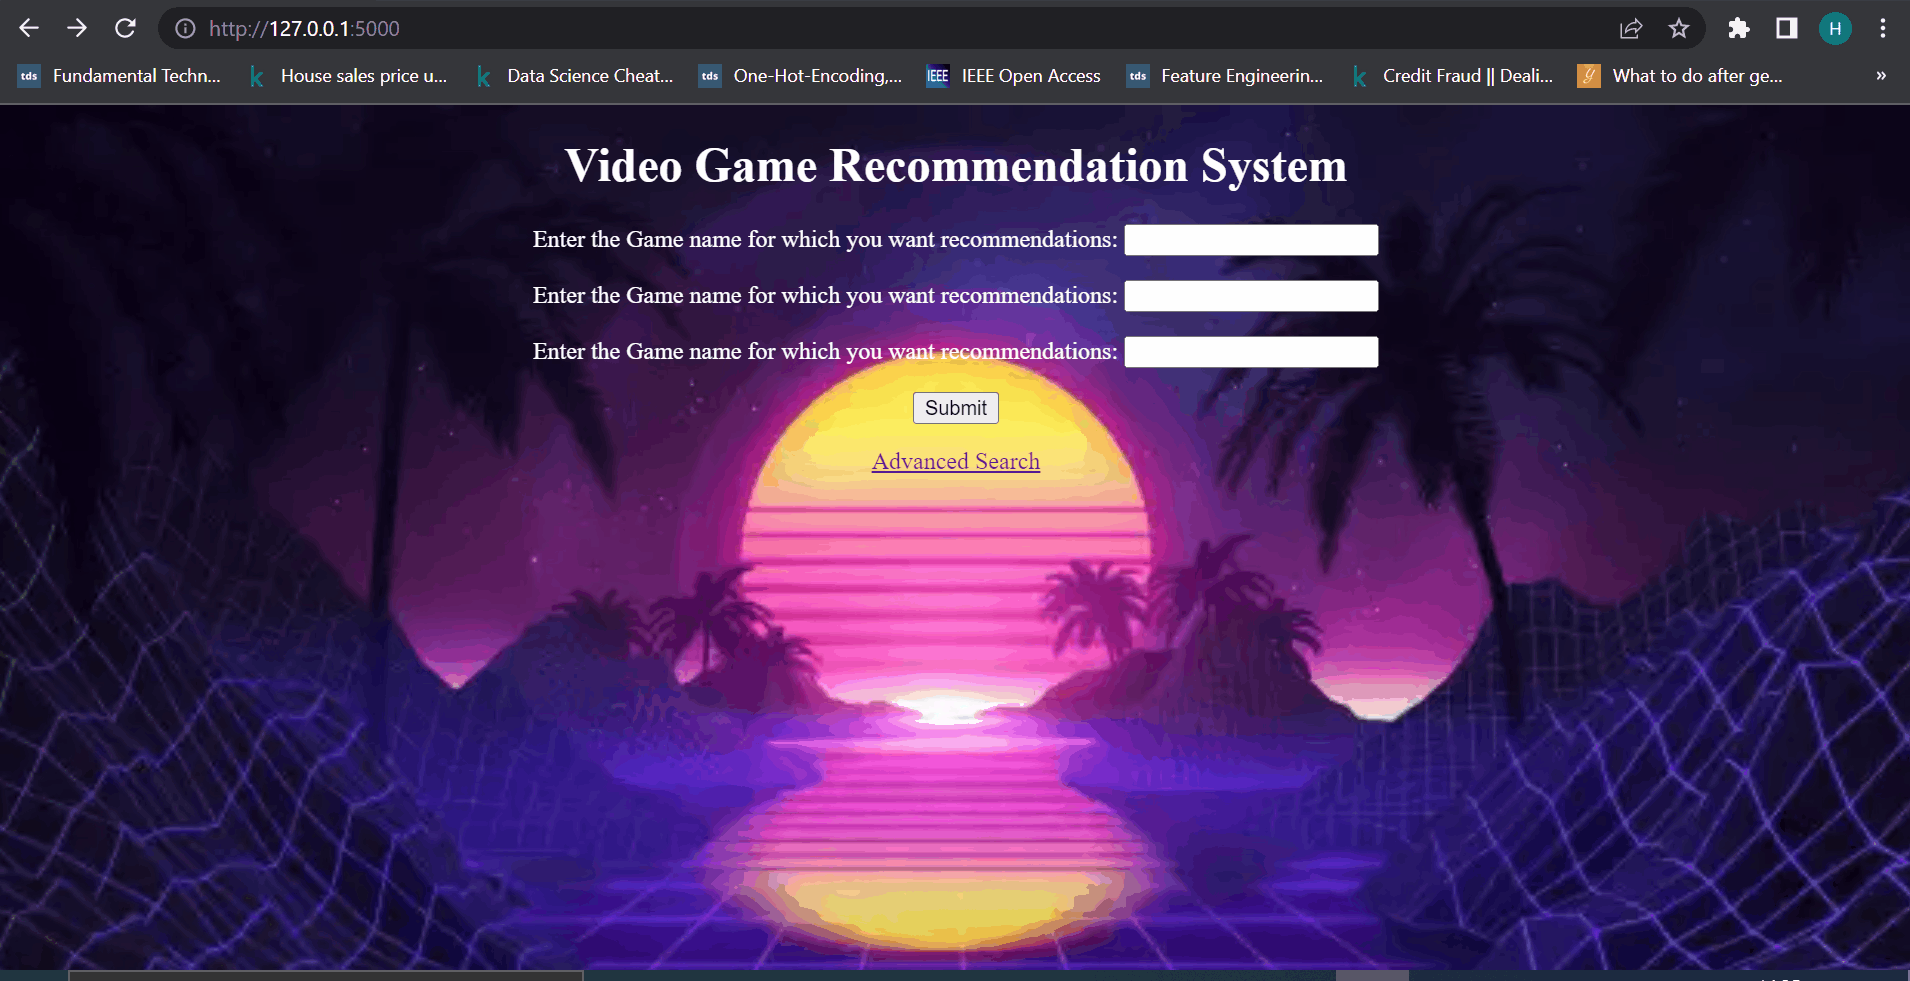 http://127.0.0.1:5000
H
tds Fundamental Techn... k House sales price u... k Data Science Cheat... tds One-Hot-Encoding,... IEEE IEEE Open Access tds Feature Engineerin... k Credit Fraud || Deali... y What to do after ge... »
Video Game Recommendation System
Enter the Game name for which you want recommendations:
Enter the Game name for which you want recommendations:
Enter the Game name for which you want recommendations:
Submit
Advanced Search